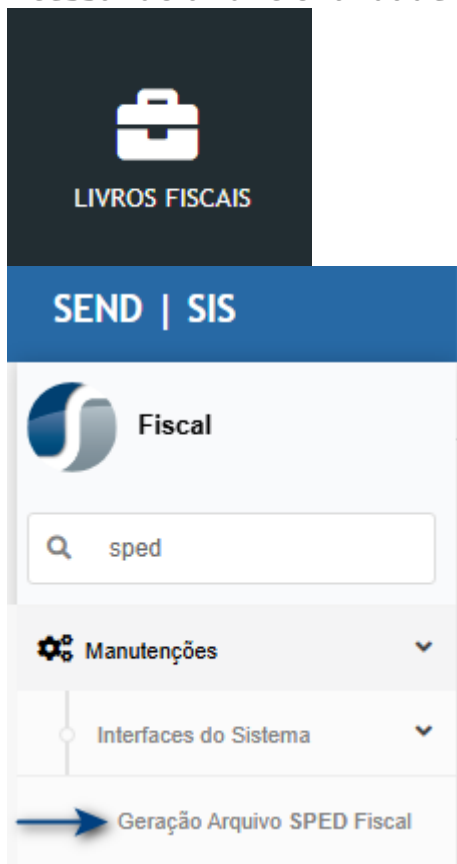 LIVROS FISCAIS
SEND | SIS
Fiscal
sped
Manutenções
Interfaces do Sistema
Geração Arquivo SPED Fiscal